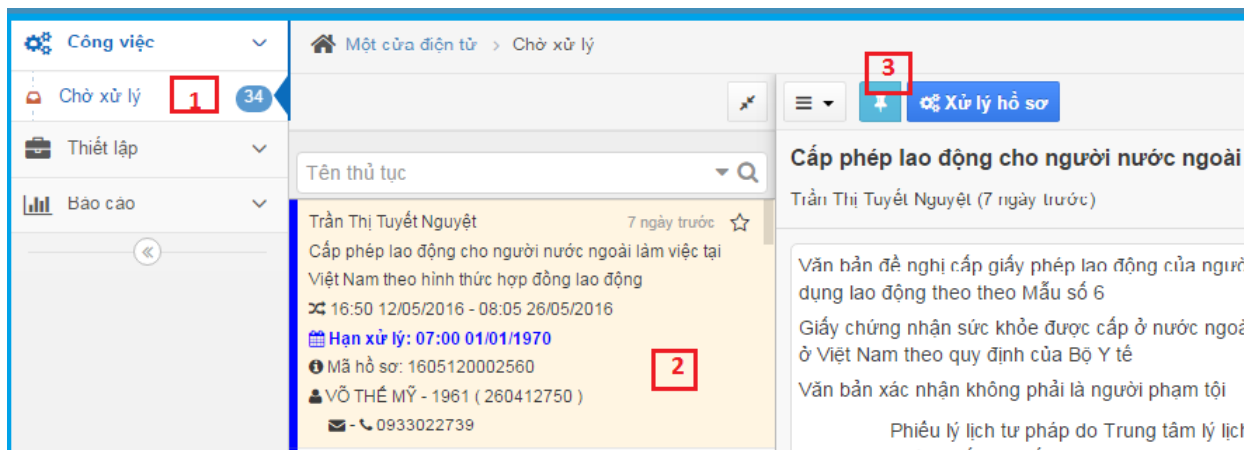 Công việc
Chờ xử lý
1
34
Thiết lập
Báo cáo
Một cửa điện tử > Chờ xử lý
Tên thủ tục
Trần Thị Tuyết Nguyệt 7 ngày trước
Cấp phép lao động cho người nước ngoài làm việc tại
Việt Nam theo hình thức hợp đồng lao động
16:50 12/05/2016 - 08:05 26/05/2016
Hạn xử lý: 07:00 01/01/1970
Mã hồ sơ: 1605120002560
2
VÕ THẾ MỸ - 1961 ( 260412750 )
- 0933022739
3
Xử lý hồ sơ
Cấp phép lao động cho người nước ngoài
Trần Thị Tuyết Nguyệt (7 ngày trước)
Văn bản đề nghị cấp giấy phép lao động của
dụng lao động theo theo Mẫu số 6
Giấy chứng nhận sức khỏe được cấp ở nước
ở Việt Nam theo quy định của Bộ Y tế
Văn bản xác nhận không phải là người phạm tội
Phiếu lý lịch tư pháp do Trung tâm lý